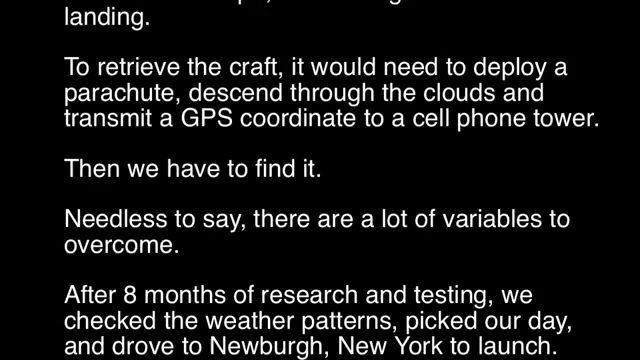 landing.
To retrieve the craft, it would need to deploy a
parachute, descend through the clouds and
transmit a GPS coordinate to a cell phone tower.
Then we have to find it.
Needless to say, there are a lot of variables to
overcome.
After 8 months of research and testing, we
checked the weather patterns, picked our day,
and drove to Newburgh, New York to launch.